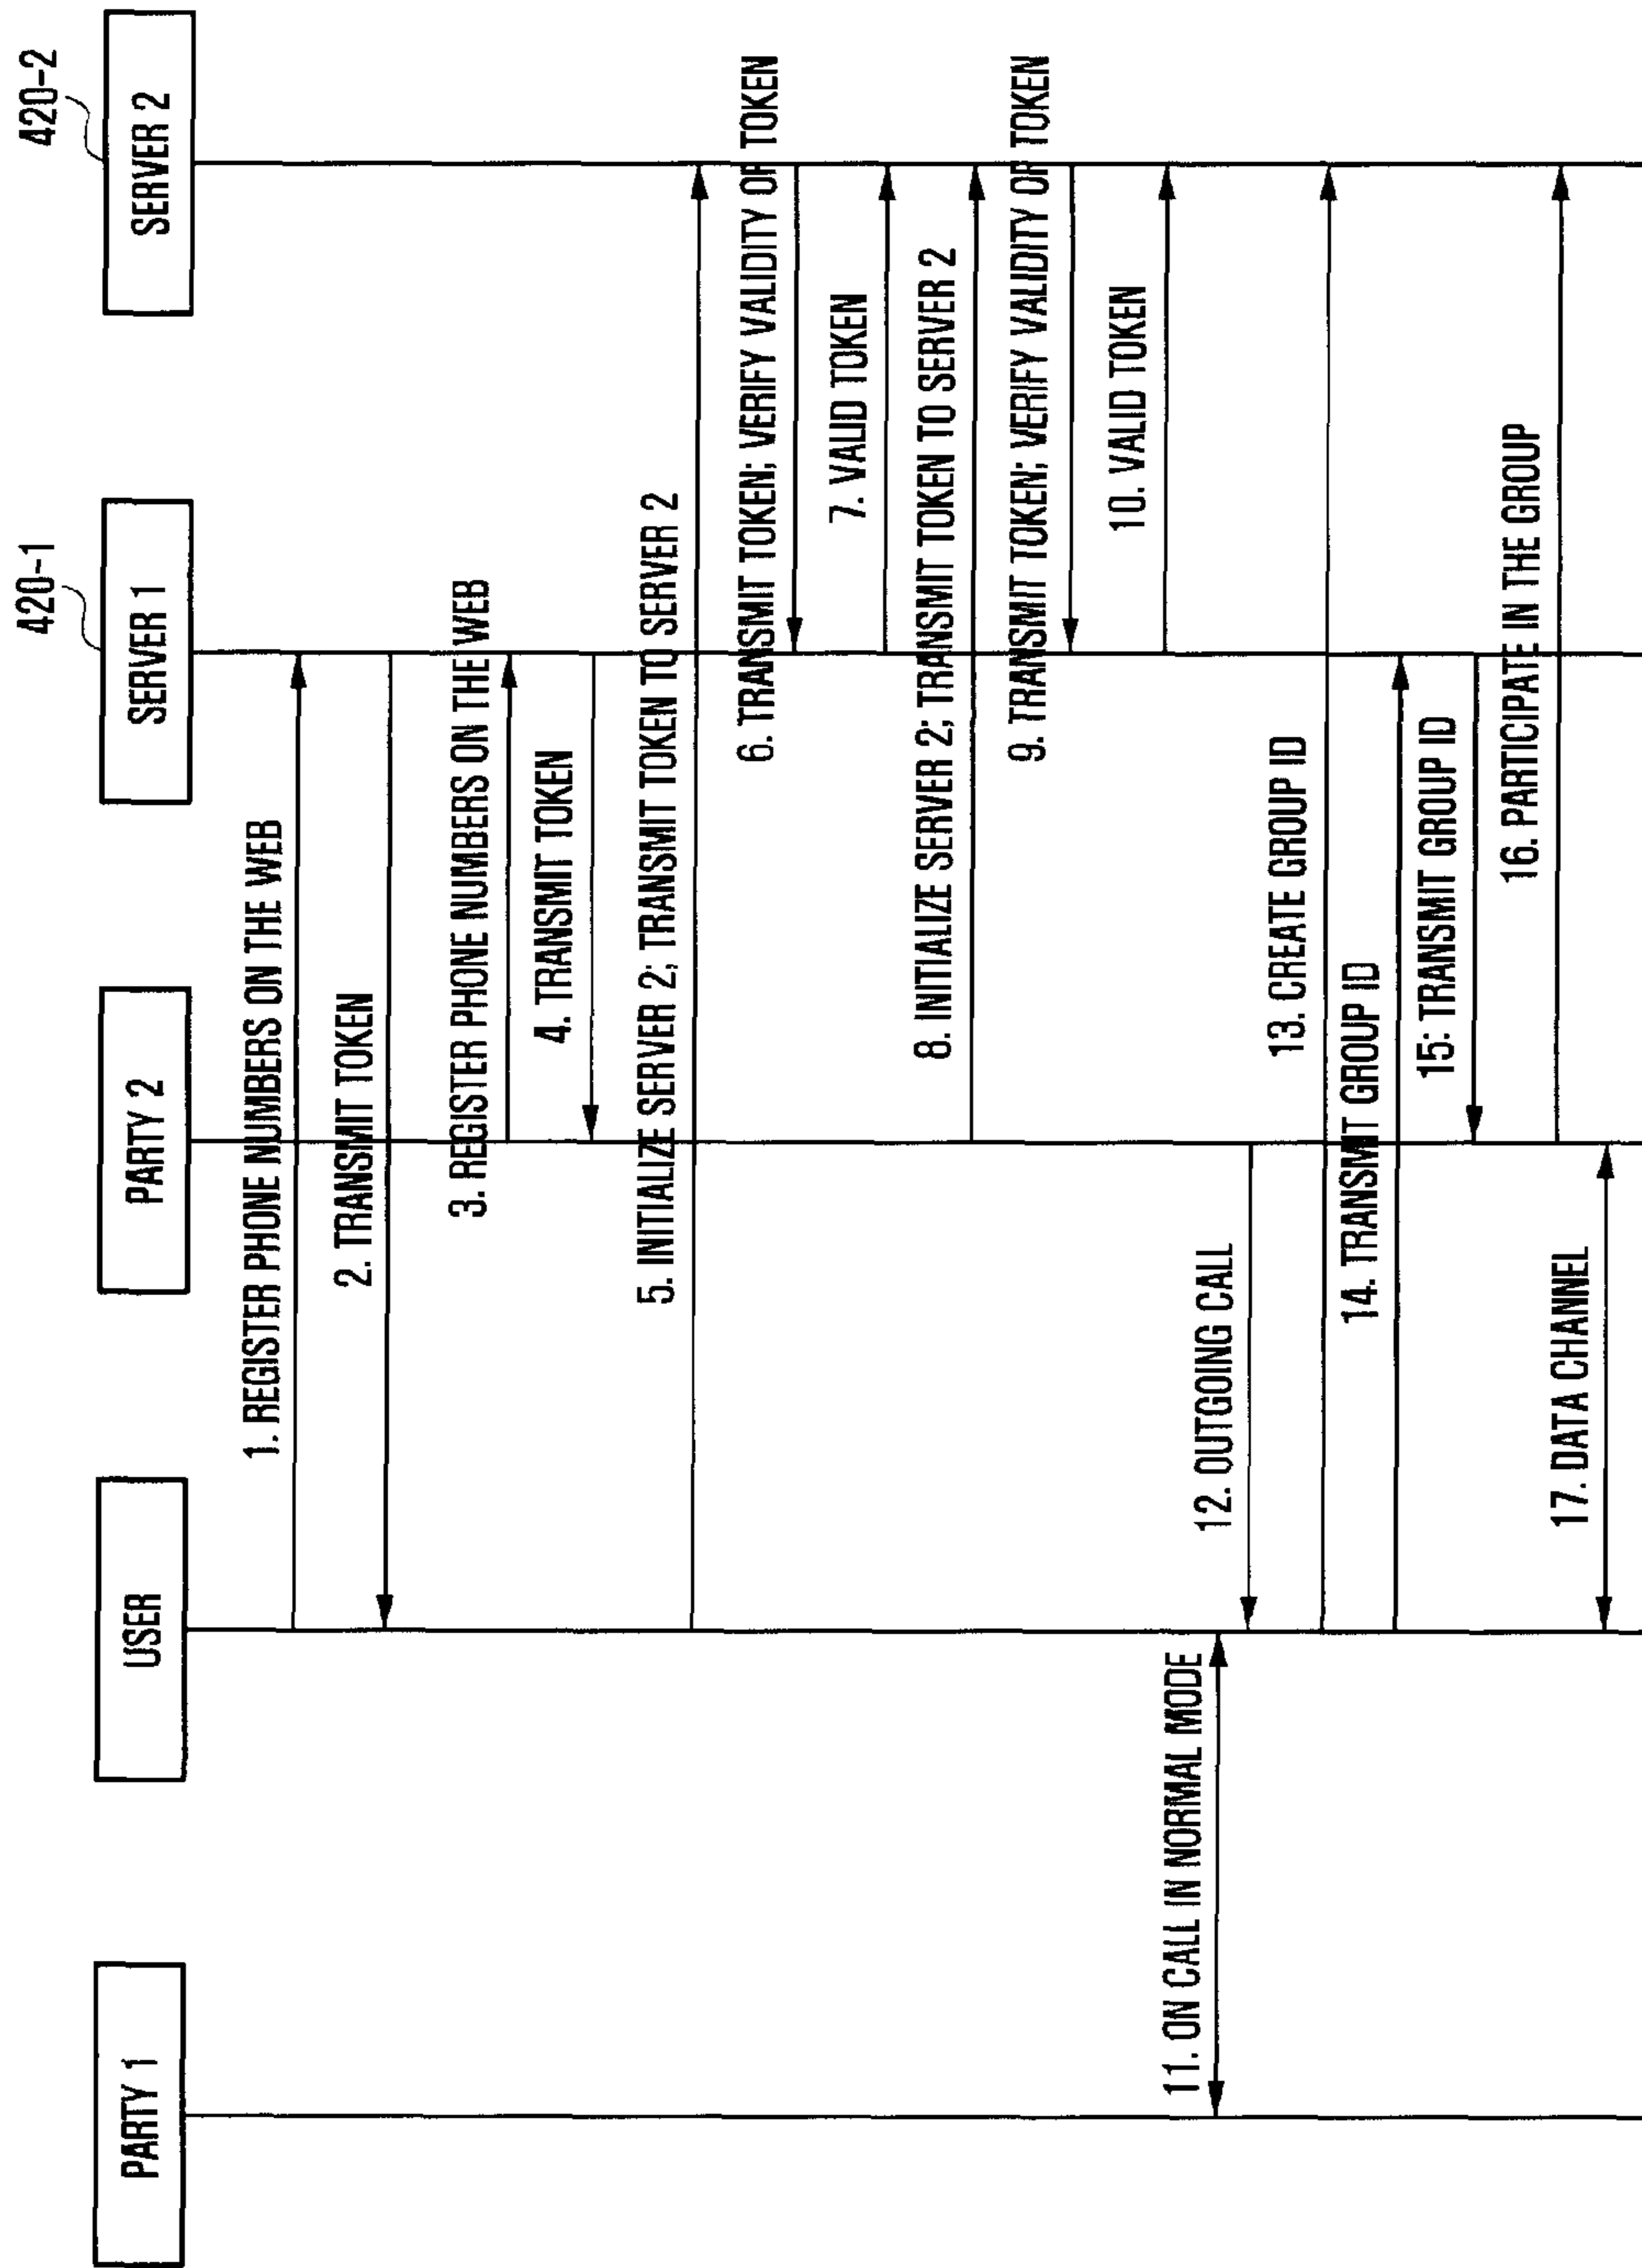 PARTY 1
USER
PARTY 2
SERVER 1
420-1
SERVER 2
420-2
1. REGISTER PHONE NUMBERS ON THE WEB
2. TRANSMIT TOKEN
3. REGISTER PHONE NUMBERS ON THE WEB
4. TRANSMIT TOKEN
5. INITIALIZE SERVER 2; TRANSMIT TOKEN TO SERVER 2
6. TRANSMIT TOKEN; VERIFY VALIDITY OF TOKEN
7. VALID TOKEN
8. INITIALIZE SERVER 2; TRANSMIT TOKEN TO SERVER 2
9. TRANSMIT TOKEN; VERIFY VALIDITY OF TOKEN
10. VALID TOKEN
11. ON CALL IN NORMAL MODE
12. OUTGOING CALL
13. CREATE GROUP ID
14. TRANSMIT GROUP ID
15: TRANSMIT GROUP ID
16. PARTICIPATE IN THE GROUP
17. DATA CHANNEL